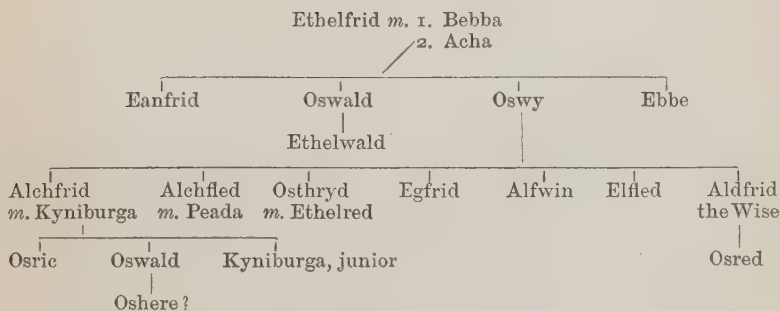 Ethelfrid m. 1. Bebba
2. Acha
Eanfrid Oswald Oswy Ebbe
Ethelwald
Alchfrid Alchfled Osthryd Egfrid Alfwin Elfled Aldfrid
m. Kyniburga m. Peada m. Ethelred the Wise
Osric Oswald Kyniburga, junior Osred
Oshere?